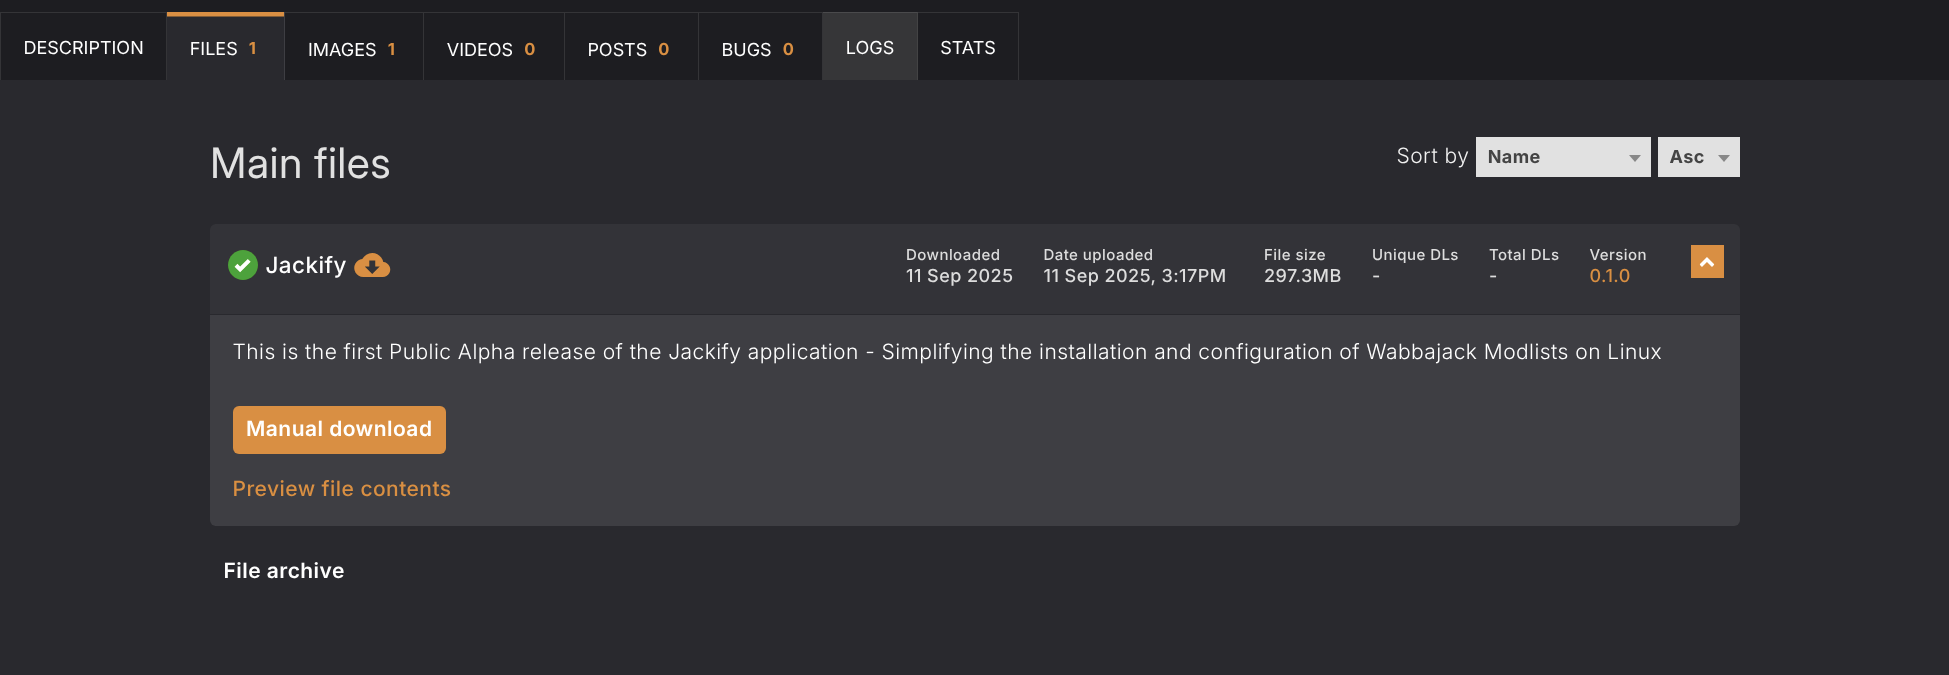 DESCRIPTION FILES 1 IMAGES 1 VIDEOS 0 POSTS 0 BUGS 0 LOGS STATS
Main files
Sort by Name Asc
Jackify
Downloaded Date uploaded File size Unique DLs Total DLs Version
11 Sep 2025 11 Sep 2025, 3:17PM 297.3MB - - 0.1.0
This is the first Public Alpha release of the Jackify application - Simplifying the installation and configuration of Wabbajack Modlists on Linux
Manual download
Preview file contents
File archive